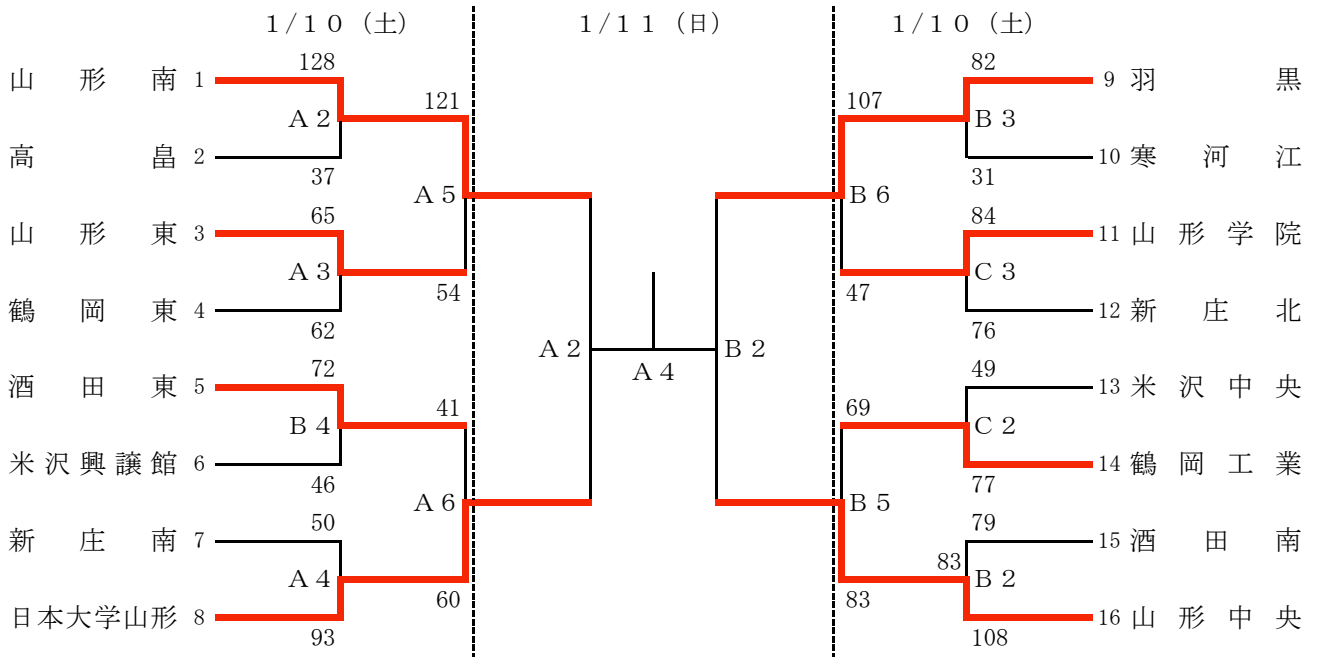 1/10（土） 1/11（日） 1/10（土）
128 82
山形南 1 9 羽黒
121 107
A2 B3
高畠 2 10 寒河江
37 31
A5 B6
65 84
山形東 3 11 山形学院
A3 C3
54 47
鶴岡東 4 12 新庄北
62 76
A2 B2
72 A4 49
酒田東 5 13 米沢中央
41 69
B4 C2
米沢興譲館 6 14 鶴岡工業
46 77
A6 B5
50 79
新庄南 7 15 酒田南
83
A4 B2
60 83
日本大学山形 8 16 山形中央
93 108